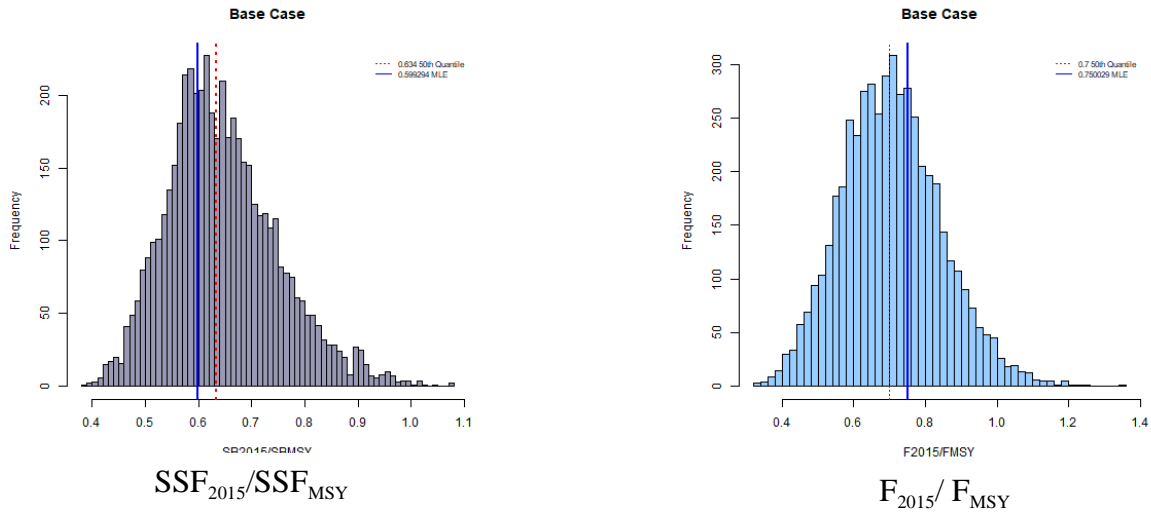 Base Case
0.634 50th Quantile
0.599294 MLE
Frequency
0
50
100
150
200
0.4 0.5 0.6 0.7 0.8 0.9 1.0 1.1
SB2015/SBMSY
SSF2015/SSFMSY
Base Case
0.7 50th Quantile
0.750029 MLE
Frequency
0
50
100
150
200
250
300
0.4 0.6 0.8 1.0 1.2 1.4
F2015/FMSY
F2015/ FMSY